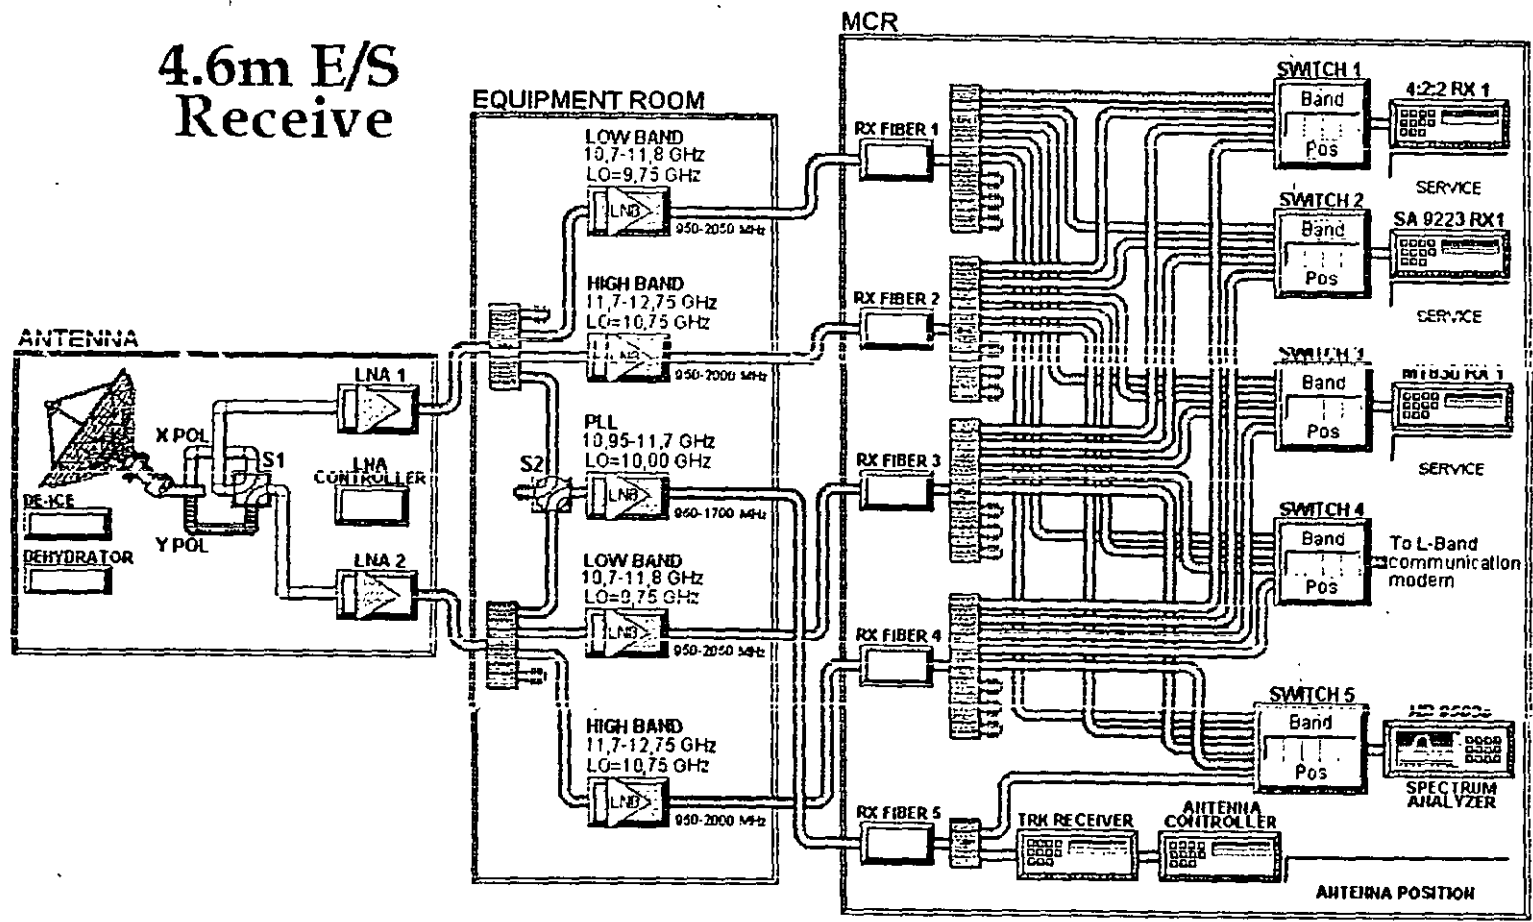 4.6m E/S
Receive
MCR
EQUIPMENT ROOM
ANTENNA
X POL
Y POL
S1
DE-ICE
DEHYDRATOR
LNA 1
LNA
CONTROLLER
LNA 2
LOW BAND
10,7-11,8 GHz
LO=9,75 GHz
LNB
950-2050 MHz
HIGH BAND
11,7-12,75 GHz
LO=10,75 GHz
LNB
950-2000 MHz
PLL
10,95-11,7 GHz
LO=10,00 GHz
S2
LNB
950-1700 MHz
LOW BAND
10,7-11,8 GHz
LO=9,75 GHz
LNB
950-2050 MHz
HIGH BAND
11,7-12,75 GHz
LO=10,75 GHz
LNB
950-2000 MHz
RX FIBER 1
RX FIBER 2
RX FIBER 3
RX FIBER 4
RX FIBER 5
SWITCH 1
Band
Pos
4:2:2 RX 1
SERVICE
SWITCH 2
Band
Pos
SA 9223 RX1
SERVICE
SWITCH 3
Band
Pos
RX 1
SERVICE
SWITCH 4
Band
Pos
To L-Band
communication
modem
SWITCH 5
Band
Pos
SPECTRUM
ANALYZER
TRK RECEIVER
ANTENNA
CONTROLLER
ANTENNA POSITION